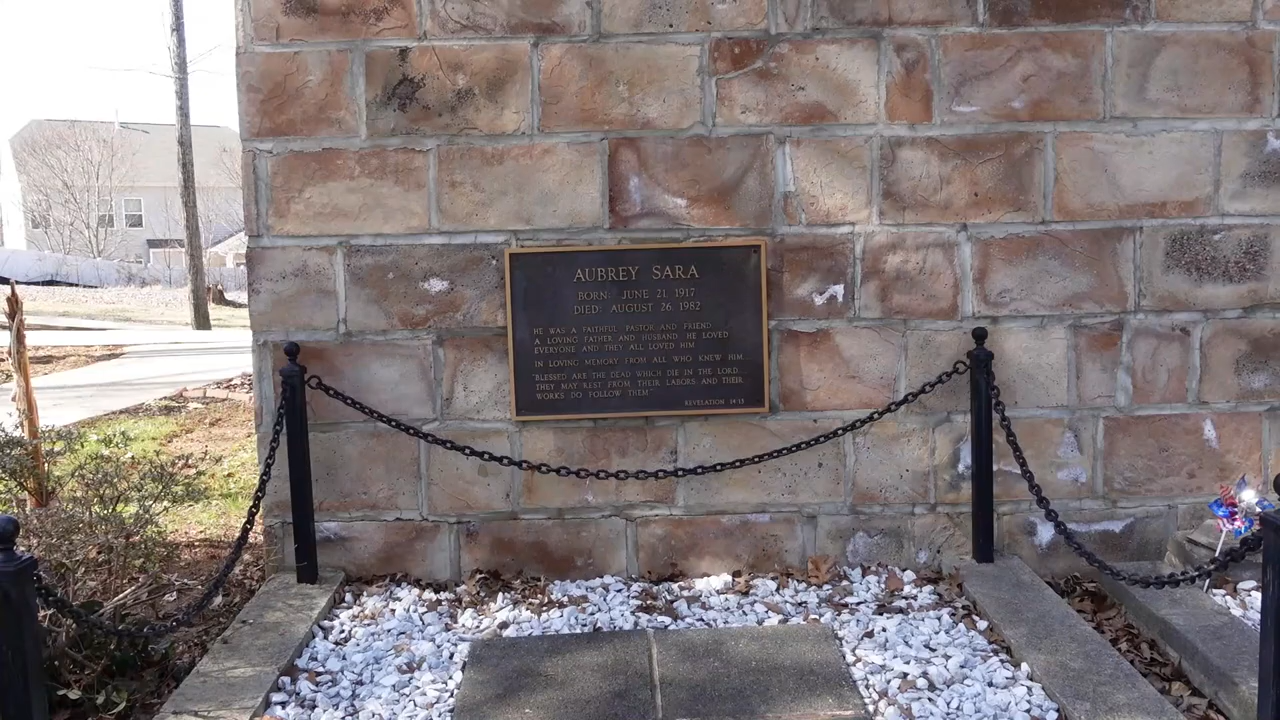 AUBREY SARA
BORN: JUNE 21, 1917
DIED: AUGUST 26, 1982
HE WAS A FAITHFUL PASTOR AND FRIEND
A LOVING FATHER AND HUSBAND HE LOVED
EVERYONE AND THEY ALL LOVED HIM
IN LOVING MEMORY FROM ALL WHO KNEW HIM...
"BLESSED ARE THE DEAD WHICH DIE IN THE LORD
THEY MAY REST FROM THEIR LABORS AND THEIR
WORKS DO FOLLOW THEM"
REVELATION 14:13